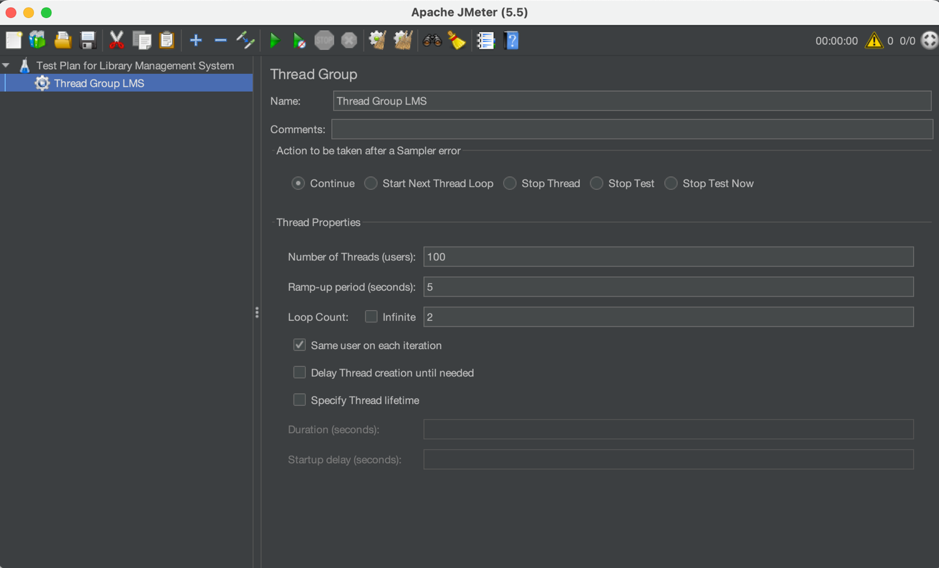 Apache JMeter (5.5)
00:00:00 0 0/0
Test Plan for Library Management System
Thread Group LMS
Thread Group
Name: Thread Group LMS
Comments:
Action to be taken after a Sampler error
Continue Start Next Thread Loop Stop Thread Stop Test Stop Test Now
Thread Properties
Number of Threads (users): 100
Ramp-up period (seconds): 5
Loop Count: Infinite 2
Same user on each iteration
Delay Thread creation until needed
Specify Thread lifetime
Duration (seconds):
Startup delay (seconds):